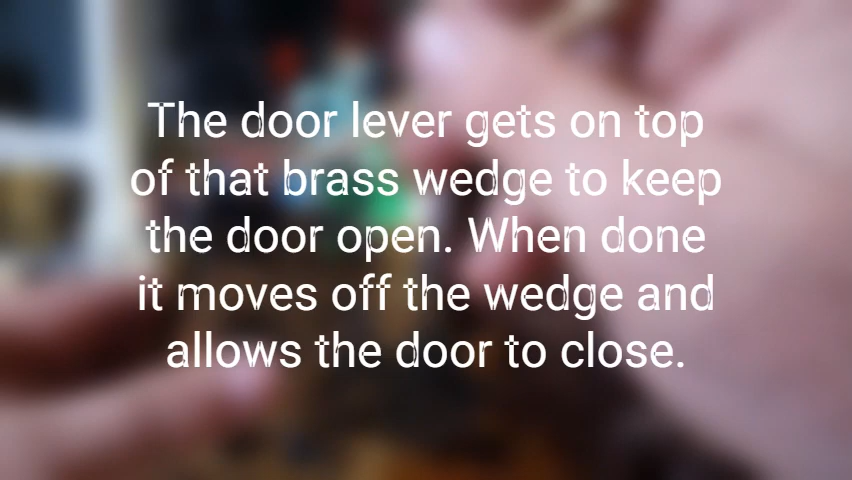 The door lever gets on top
of that brass wedge to keep
the door open. When done
it moves off the wedge and
allows the door to close.